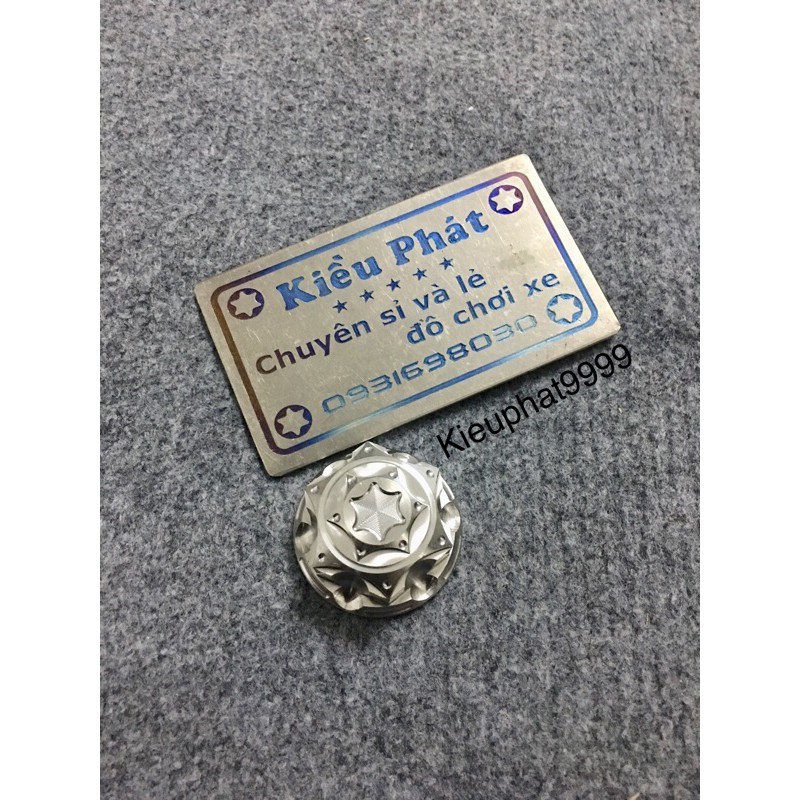 Kiều Phát
Chuyên sỉ và lẻ
đồ chơi xe
0931698030
Kieuphat9999